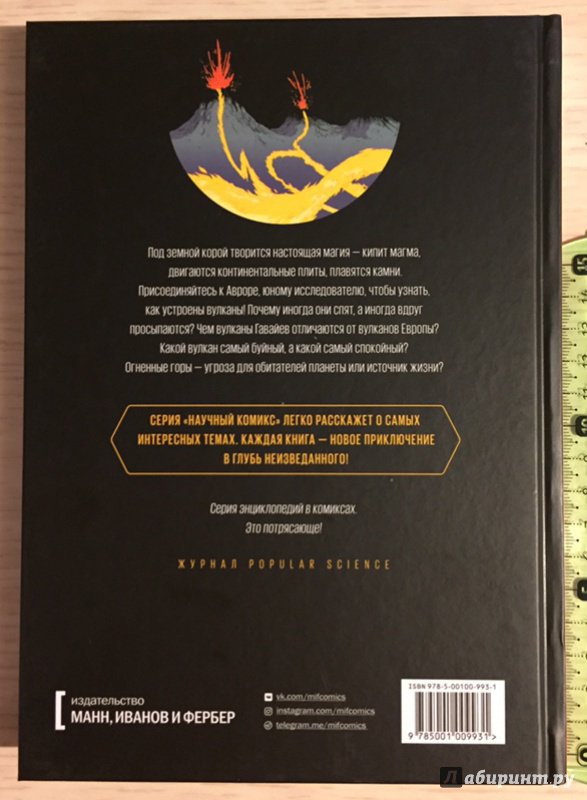 Под земной корой творится настоящая магия — кипит магма,
двигаются континентальные плиты, плавятся камни.
Присоединяйтесь к Авроре, юному исследователю, чтобы узнать,
как устроены вулканы! Почему иногда они спят, а иногда вдруг
просыпаются? Чем вулканы Гавайев отличаются от вулканов Европы?
Какой вулкан самый буйный, а какой самый спокойный?
Огненные горы — угроза для обитателей планеты или источник жизни?
СЕРИЯ «НАУЧНЫЙ КОМИКС» ЛЕГКО РАССКАЖЕТ О САМЫХ
ИНТЕРЕСНЫХ ТЕМАХ. КАЖДАЯ КНИГА — НОВОЕ ПРИКЛЮЧЕНИЕ
В ГЛУБЬ НЕИЗВЕДАННОГО!
Серия энциклопедий в комиксах.
Это потрясающе!
ЖУРНАЛ POPULAR SCIENCE
издательство
МАНН, ИВАНОВ И ФЕРБЕР
vk.com/mifcomics
instagram.com/mifcomics
telegram.me/mifcomics
ISBN 978-5-00100-993-1
9 785001 009931>
Лабиринт.ру